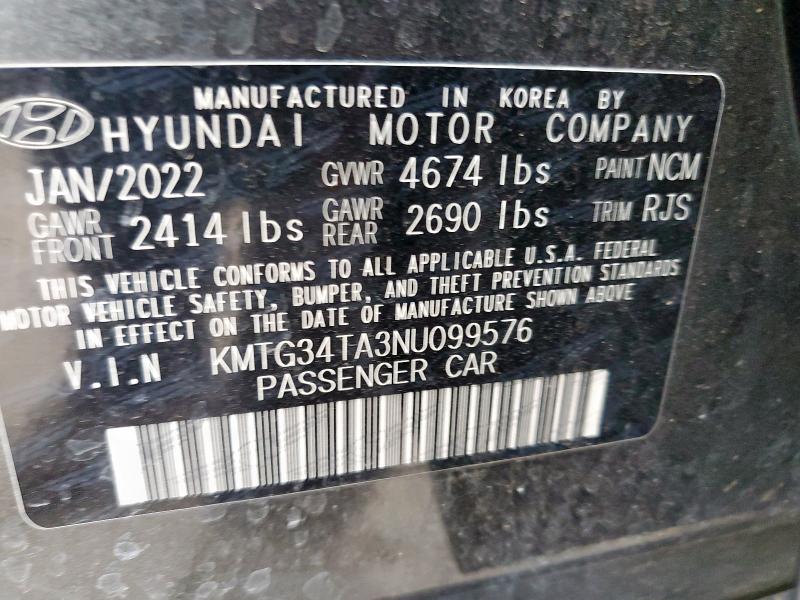 MANUFACTURED IN KOREA BY
HYUNDAI MOTOR COMPANY
JAN/2022 GVWR 4674 lbs PAINT NCM
GAWR FRONT 2414 lbs GAWR REAR 2690 lbs TRIM RJS
THIS VEHICLE CONFORMS TO ALL APPLICABLE U.S.A. FEDERAL
MOTOR VEHICLE SAFETY, BUMPER, AND THEFT PREVENTION STANDARDS
IN EFFECT ON THE DATE OF MANUFACTURE SHOWN ABOVE
V.I.N KMTG34TA3NU099576
PASSENGER CAR